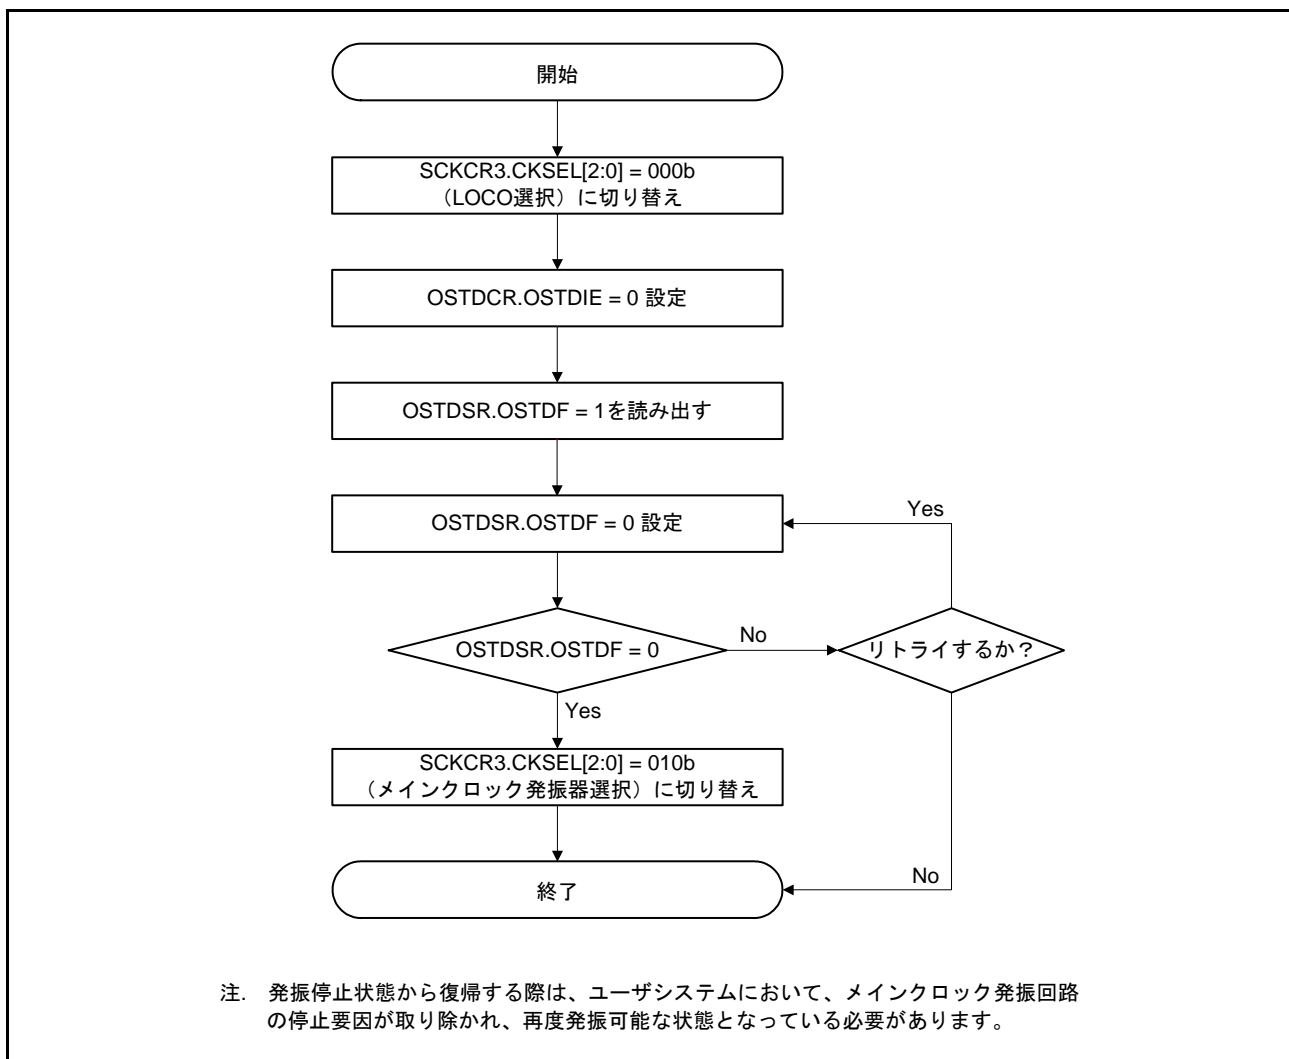 開始
SCKCR3.CKSEL[2:0] = 000b
（LOCO選択）に切り替え
OSTDCR.OSTDIE = 0 設定
OSTDSR.OSTDF = 1を読み出す
OSTDSR.OSTDF = 0 設定
Yes
OSTDSR.OSTDF = 0
No
リトライするか？
Yes
SCKCR3.CKSEL[2:0] = 010b
（メインクロック発振器選択）に切り替え
No
終了
注. 発振停止状態から復帰する際は、ユーザシステムにおいて、メインクロック発振回路
の停止要因が取り除かれ、再度発振可能な状態となっている必要があります。